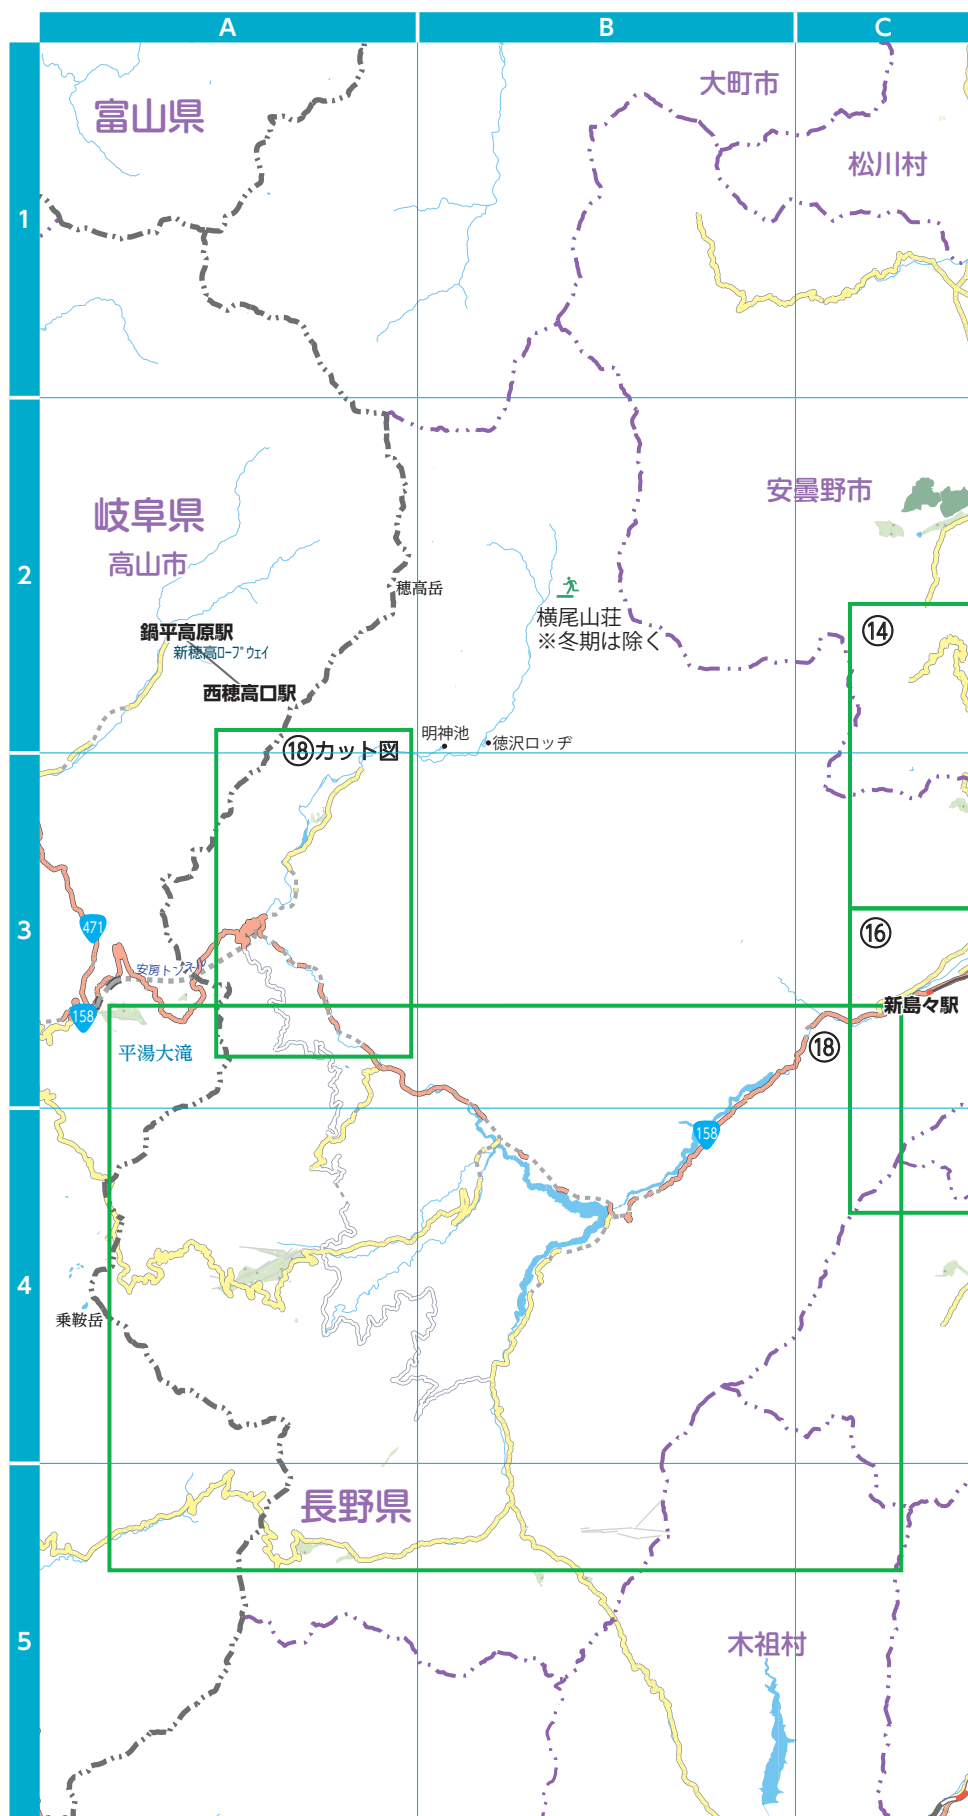 A
B
C
大町市
富山県
松川村
1
安曇野市
岐阜県
高山市
2
穂高岳
横尾山荘
※冬期は除く
鍋平高原駅
新穂高ロープウェイ
西穂高口駅
⑭
明神池
徳沢ロッヂ
⑱カット図
3
471
⑯
安房トンネル
158
新島々駅
平湯大滝
⑱
158
4
乗鞍岳
長野県
5
木祖村